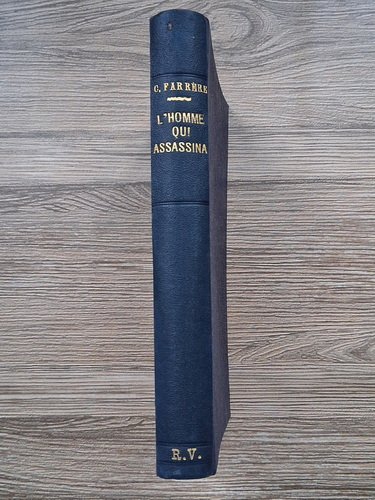 C. FARRÈRE
L'HOMME
QUI
ASSASSINA
R.V.